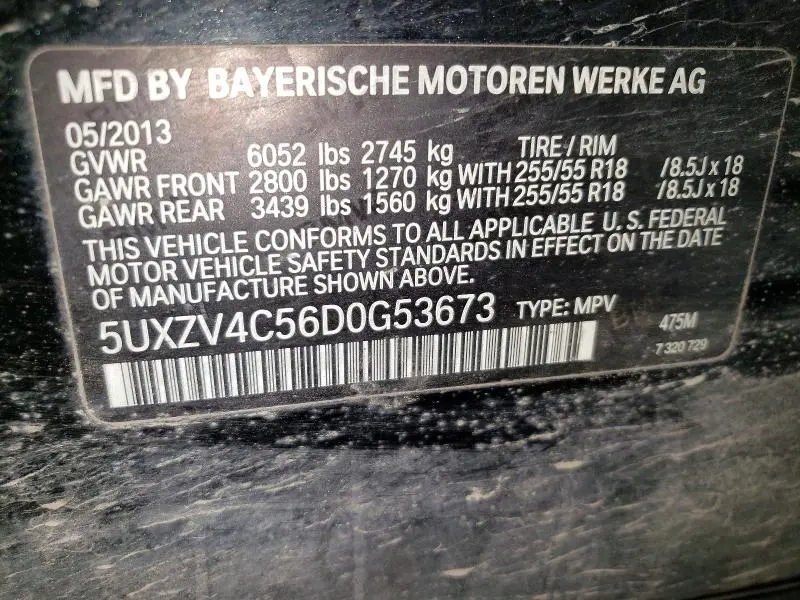 MFD BY BAYERISCHE MOTOREN WERKE AG
05/2013 TIRE / RIM
GVWR 6052 lbs 2745 kg
GAWR FRONT 2800 lbs 1270 kg WITH 255/55 R18 /8.5J x 18
GAWR REAR 3439 lbs 1560 kg WITH 255/55 R18 /8.5J x 18
THIS VEHICLE CONFORMS TO ALL APPLICABLE U.S. FEDERAL
MOTOR VEHICLE SAFETY STANDARDS IN EFFECT ON THE DATE
OF MANUFACTURE SHOWN ABOVE.
5UXZV4C56D0G53673 TYPE: MPV 475M
7 320 729